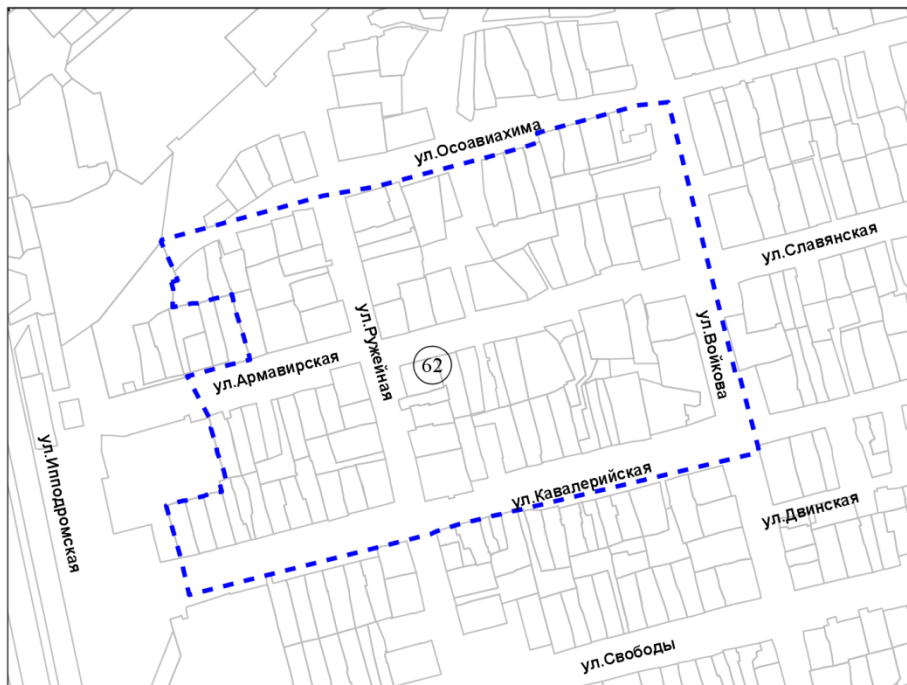 ул.Осоавиахима
ул.Славянская
ул.Ружейная
ул.Войкова
62
ул.Армавирская
ул.Ипподромская
ул.Кавалерийская
ул.Двинская
ул.Свободы